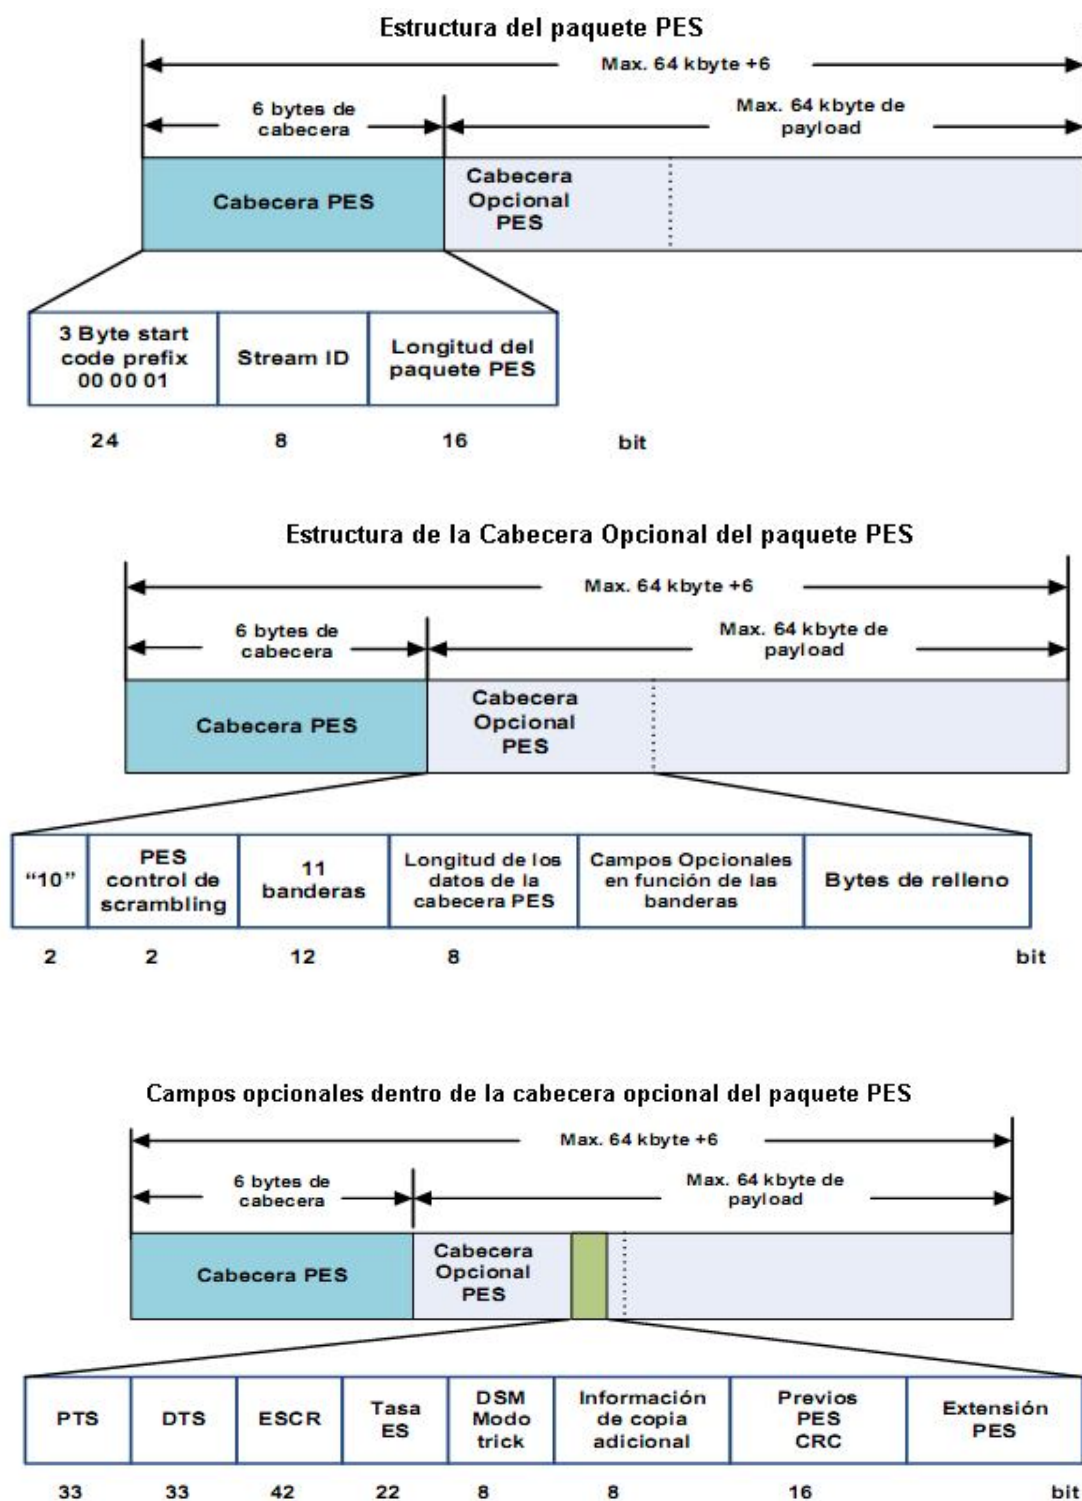 Estructura del paquete PES
Max. 64 kbyte +6
6 bytes de
cabecera
Max. 64 kbyte de
payload
Cabecera PES
Cabecera
Opcional
PES
3 Byte start
code prefix
00 00 01
Stream ID
Longitud del
paquete PES
24 8 16 bit
Estructura de la Cabecera Opcional del paquete PES
Max. 64 kbyte +6
6 bytes de
cabecera
Max. 64 kbyte de
payload
Cabecera PES
Cabecera
Opcional
PES
“10”
PES
control de
scrambling
11
banderas
Longitud de los
datos de la
cabecera PES
Campos Opcionales
en función de las
banderas
Bytes de relleno
2 2 12 8 bit
Campos opcionales dentro de la cabecera opcional del paquete PES
Max. 64 kbyte +6
6 bytes de
cabecera
Max. 64 kbyte de
payload
Cabecera PES
Cabecera
Opcional
PES
PTS
DTS
ESCR
Tasa
ES
DSM
Modo
trick
Información
de copia
adicional
Previos
PES
CRC
Extensión
PES
33 33 42 22 8 8 16 bit